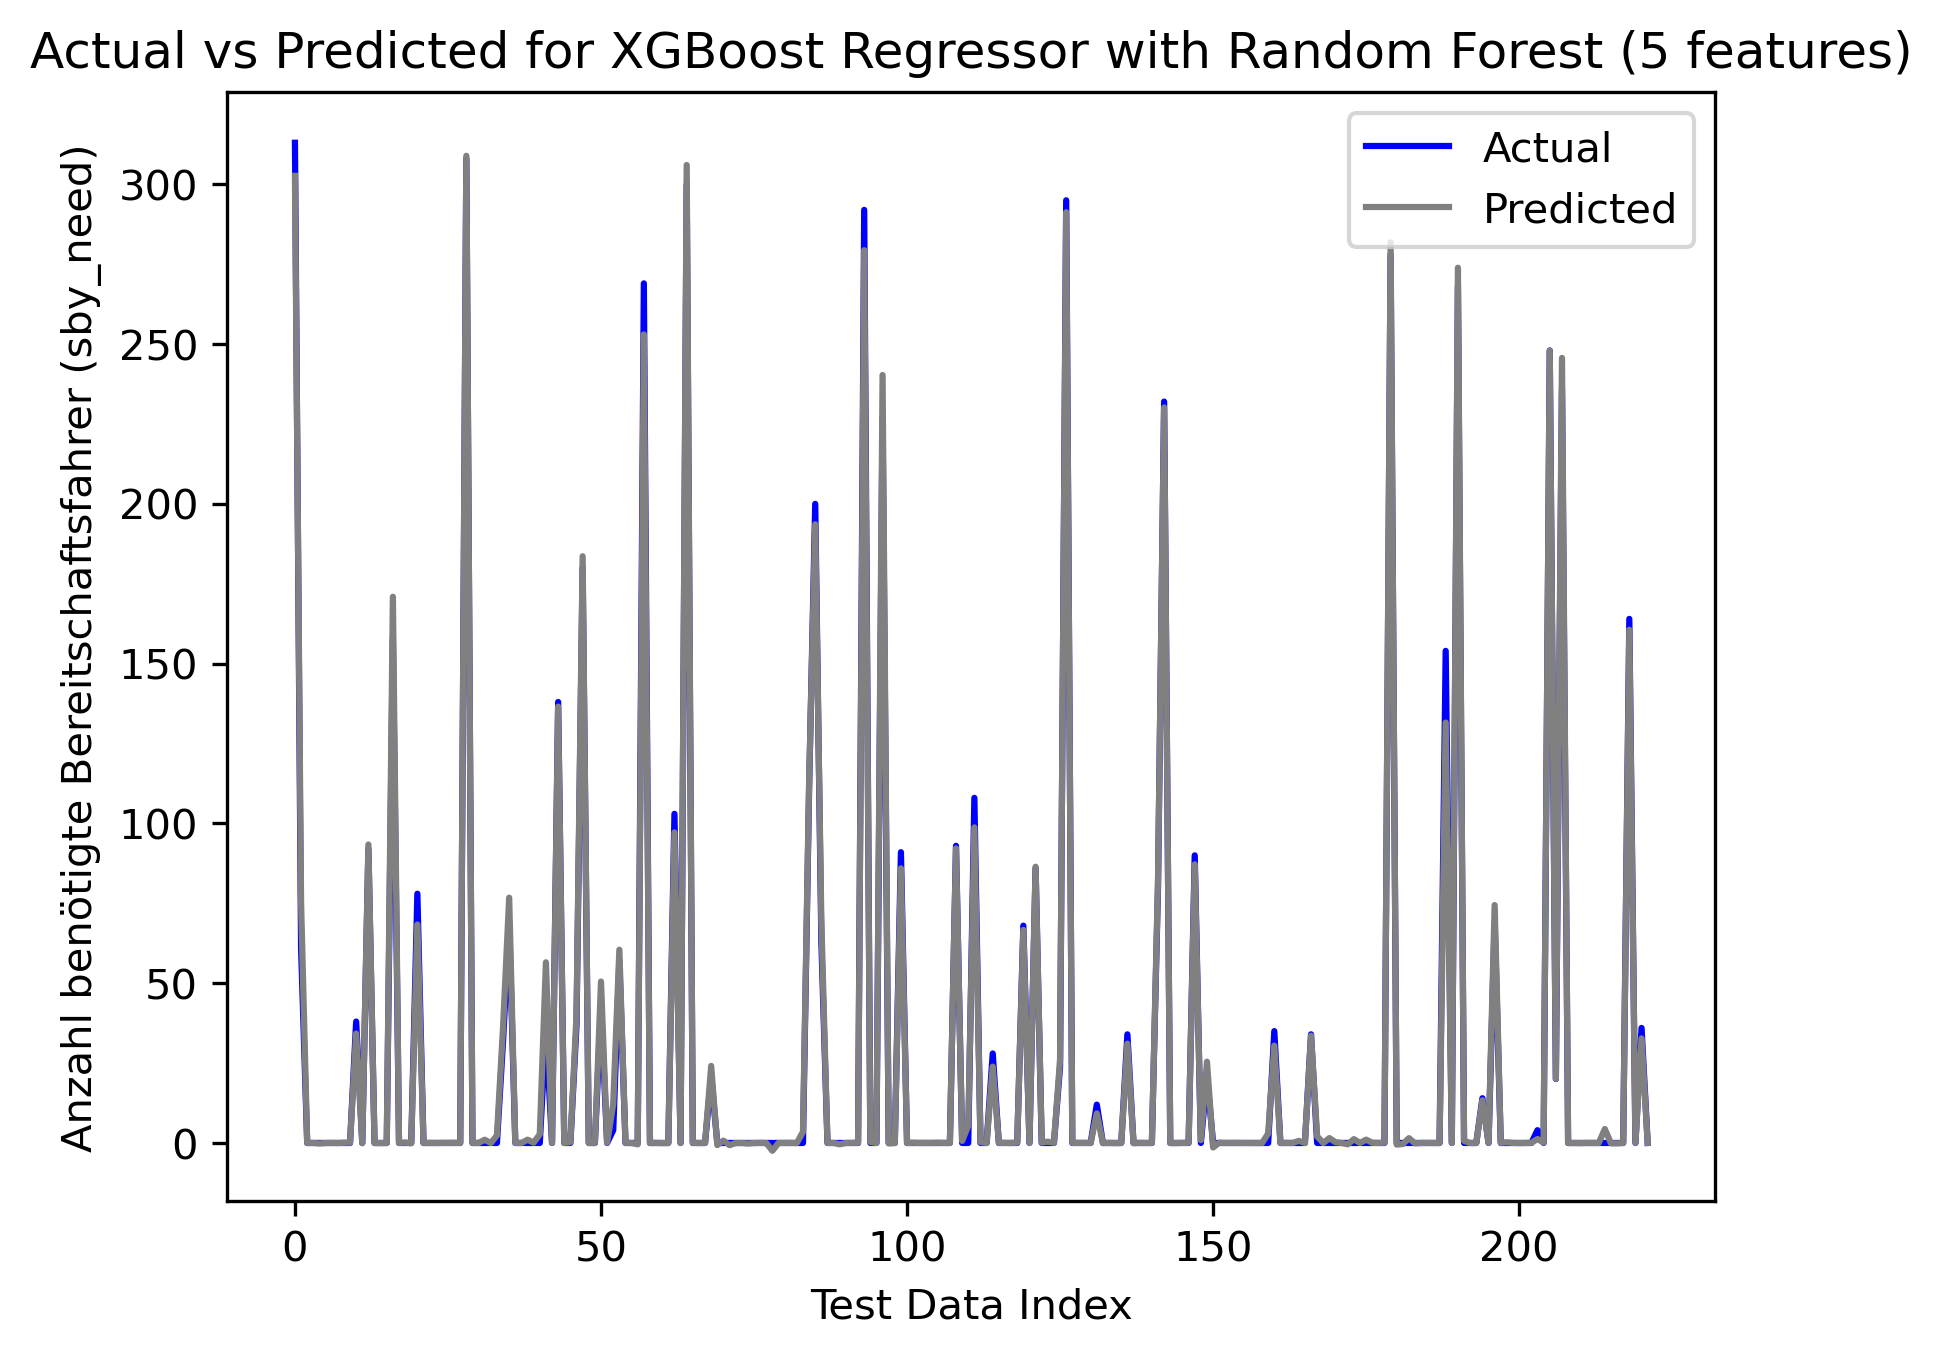 Actual vs Predicted for XGBoost Regressor with Random Forest (5 features)
Actual
Predicted
Anzahl benötigte Bereitschaftsfahrer (sby_need)
300
250
200
150
100
50
0
0 50 100 150 200
Test Data Index